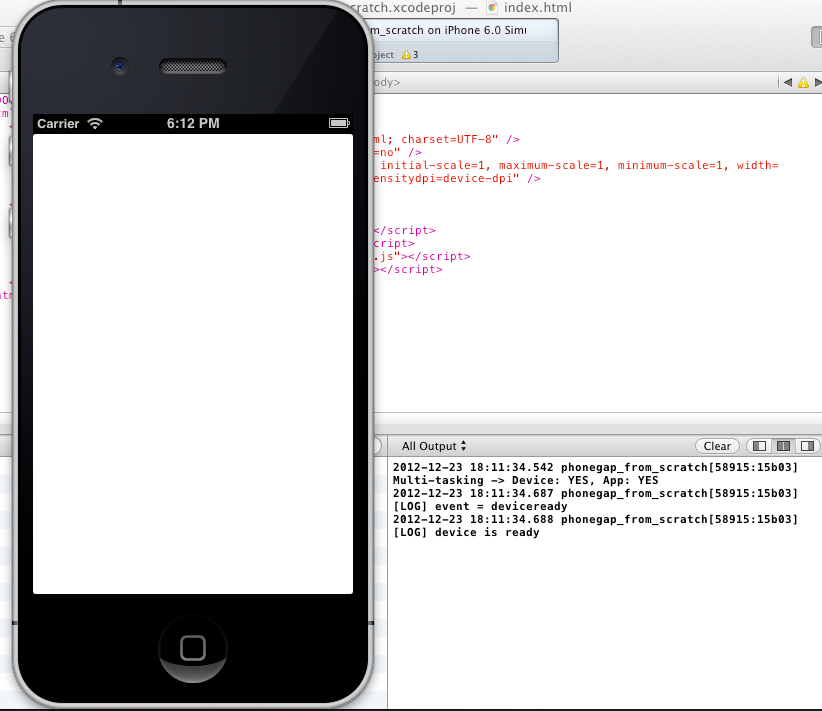 cratch.xcodeproj — index.html
m_scratch on iPhone 6.0 Simu
oject 3
ody>
Carrier 6:12 PM
ml; charset=UTF-8" />
=no" />
initial-scale=1, maximum-scale=1, minimum-scale=1, width=
ensitydpi=device-dpi" />
></script>
cript>
.js"></script>
></script>
All Output Clear
2012-12-23 18:11:34.542 phonegap_from_scratch[58915:15b03]
Multi-tasking -> Device: YES, App: YES
2012-12-23 18:11:34.687 phonegap_from_scratch[58915:15b03]
[LOG] event = deviceready
2012-12-23 18:11:34.688 phonegap_from_scratch[58915:15b03]
[LOG] device is ready